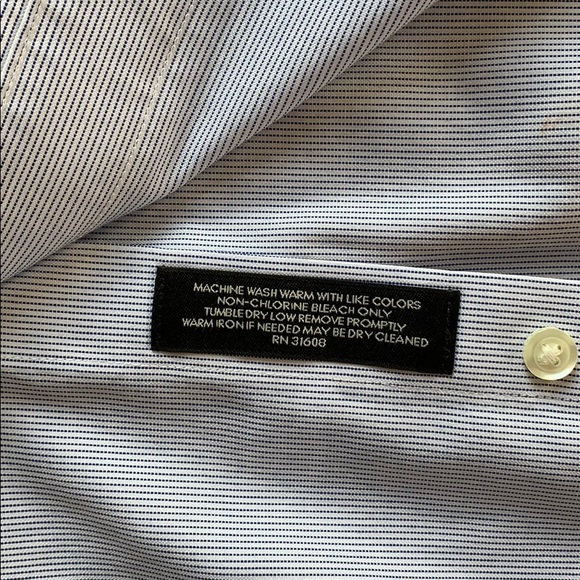 MACHINE WASH WARM WITH LIKE COLORS
NON-CHLORINE BLEACH ONLY
TUMBLE DRY LOW REMOVE PROMPTLY
WARM IRON IF NEEDED MAY BE DRY CLEANED
RN 31608